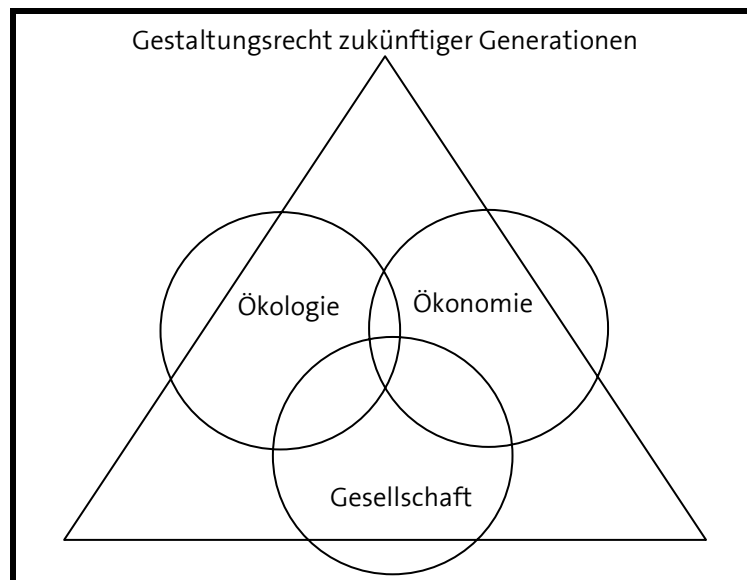 Gestaltungsrecht zukünftiger Generationen
Ökologie
Ökonomie
Gesellschaft